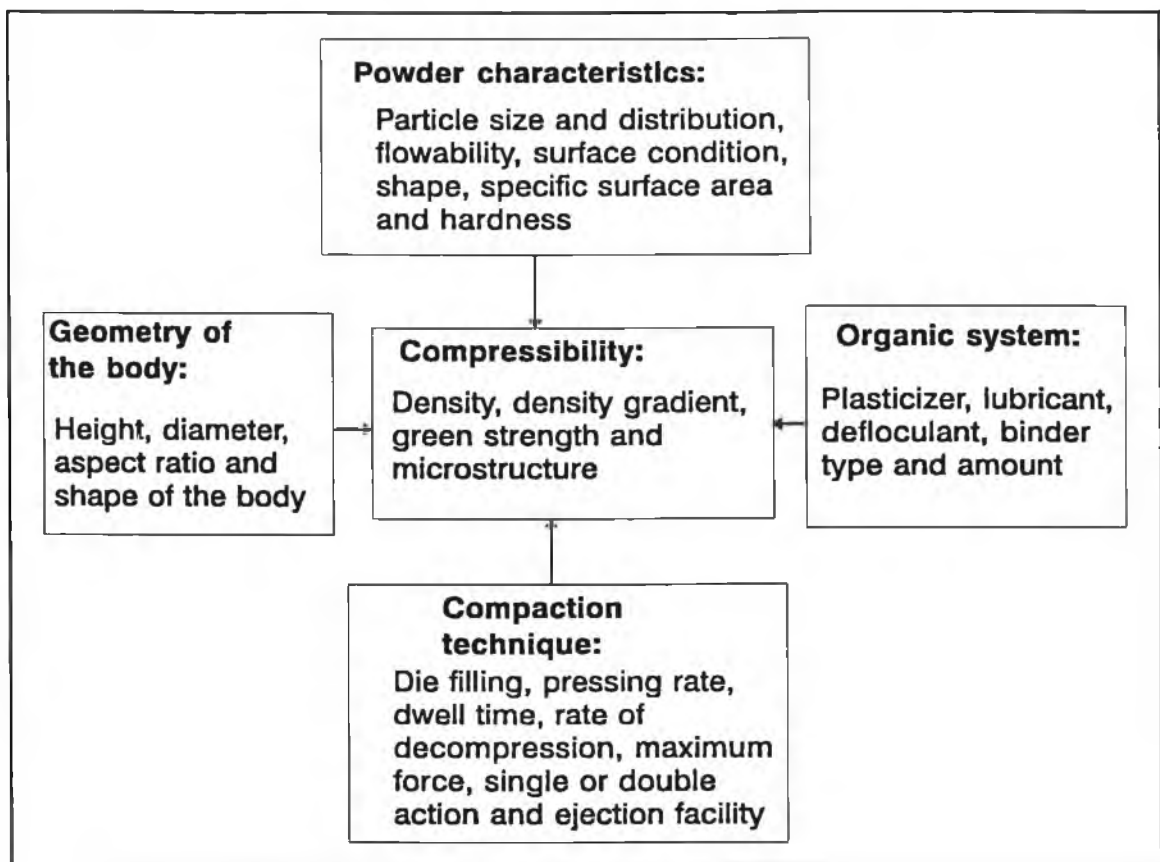 Powder characteristics:
Particle size and distribution,
flowability, surface condition,
shape, specific surface area
and hardness
Geometry of
the body:
Height, diameter,
aspect ratio and
shape of the body
Compressibility:
Density, density gradient,
green strength and
microstructure
Organic system:
Plasticizer, lubricant,
defloculant, binder
type and amount
Compaction
technique:
Die filling, pressing rate,
dwell time, rate of
decompression, maximum
force, single or double
action and ejection facility